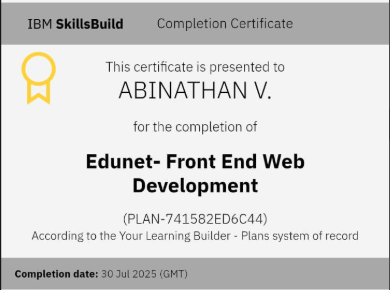 IBM SkillsBuild Completion Certificate
This certificate is presented to
ABINATHAN V.
for the completion of
Edunet- Front End Web
Development
(PLAN-741582ED6C44)
According to the Your Learning Builder - Plans system of record
Completion date: 30 Jul 2025 (GMT)